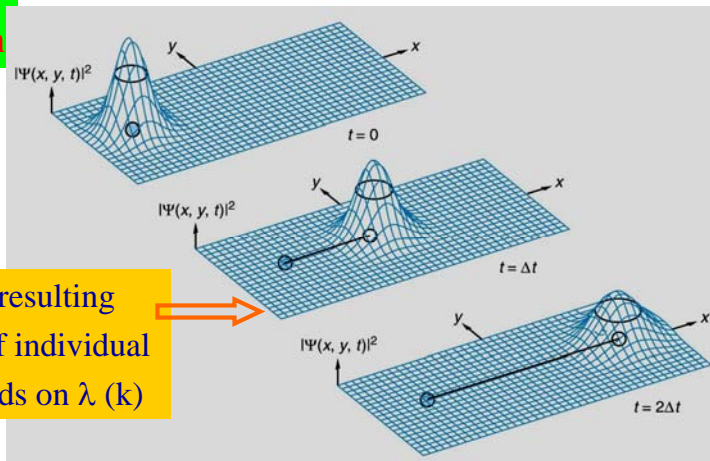 y
x
|Ψ(x, y, t)|²
t = 0
y
x
|Ψ(x, y, t)|²
t = Δt
resulting
individual
ds on λ (k)
y
x
|Ψ(x, y, t)|²
t = 2Δt